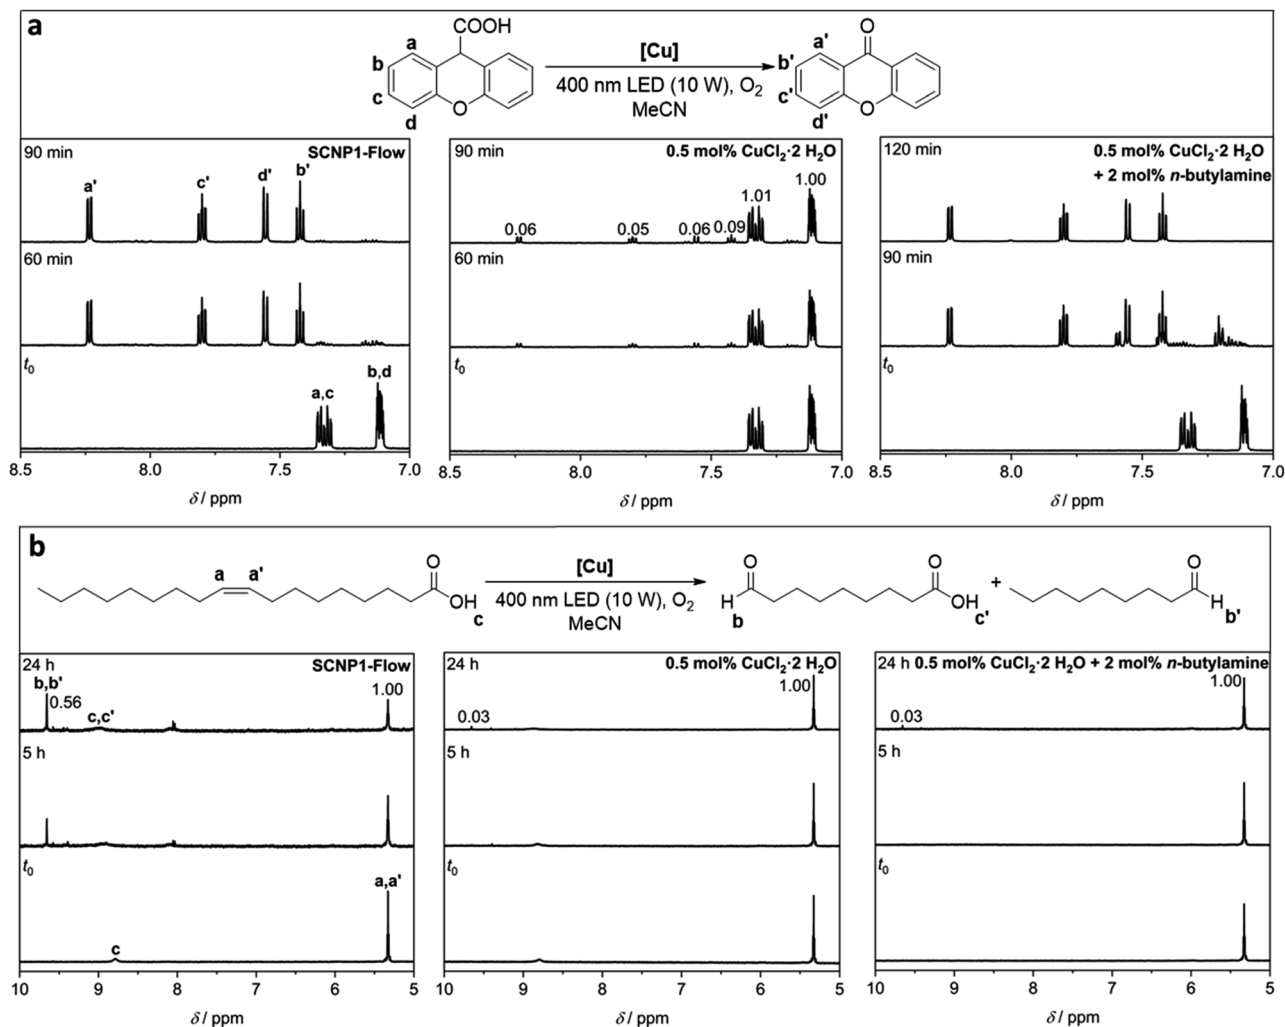 a
COOH
a
b
c
d
O
[Cu]
400 nm LED (10 W), O2
MeCN
O
a'
b'
c'
d'
O
90 min
SCNP1-Flow
a'
c'
d'
b'
60 min
t0
a,c
b,d
8.5
8.0
7.5
7.0
δ / ppm
90 min
0.5 mol% CuCl2·2 H2O
0.06
0.05
0.06
0.09
1.01
1.00
60 min
t0
8.5
8.0
7.5
7.0
δ / ppm
120 min
0.5 mol% CuCl2·2 H2O
+ 2 mol% n-butylamine
90 min
t0
8.5
8.0
7.5
7.0
δ / ppm
b
a
a'
O
OH
c
[Cu]
400 nm LED (10 W), O2
MeCN
O
H
b
O
OH
c'
+
O
H
b'
24 h
SCNP1-Flow
b,b'
0.56
c,c'
1.00
5 h
t0
a,a'
c
10
9
8
7
6
5
δ / ppm
24 h
0.5 mol% CuCl2·2 H2O
0.03
1.00
5 h
t0
10
9
8
7
6
5
δ / ppm
24 h 0.5 mol% CuCl2·2 H2O + 2 mol% n-butylamine
0.03
1.00
5 h
t0
10
9
8
7
6
5
δ / ppm